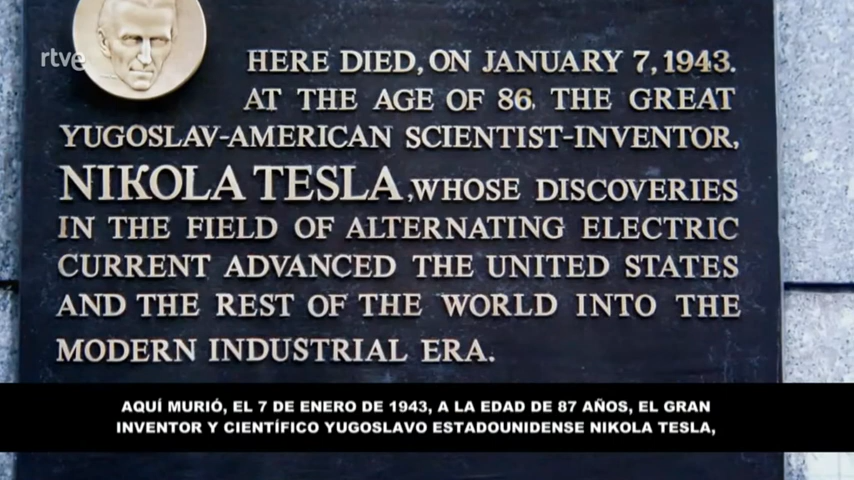 rtve
HERE DIED, ON JANUARY 7, 1943.
AT THE AGE OF 86, THE GREAT
YUGOSLAV-AMERICAN SCIENTIST-INVENTOR,
NIKOLA TESLA, WHOSE DISCOVERIES
IN THE FIELD OF ALTERNATING ELECTRIC
CURRENT ADVANCED THE UNITED STATES
AND THE REST OF THE WORLD INTO THE
MODERN INDUSTRIAL ERA.
AQUÍ MURIÓ, EL 7 DE ENERO DE 1943, A LA EDAD DE 87 AÑOS, EL GRAN
INVENTOR Y CIENTÍFICO YUGOSLAVO ESTADOUNIDENSE NIKOLA TESLA,